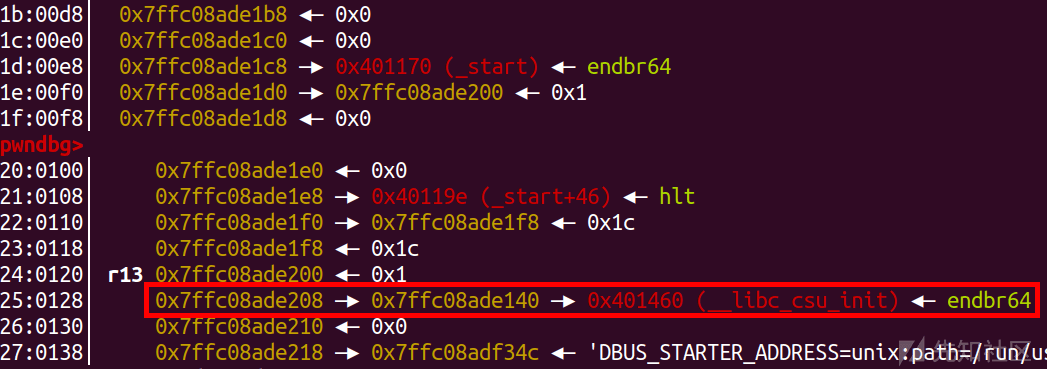 1b:00d8│ 0x7ffc08ade1b8 ◂— 0x0
1c:00e0│ 0x7ffc08ade1c0 ◂— 0x0
1d:00e8│ 0x7ffc08ade1c8 —▸ 0x401170 (_start) ◂— endbr64
1e:00f0│ 0x7ffc08ade1d0 —▸ 0x7ffc08ade200 ◂— 0x1
1f:00f8│ 0x7ffc08ade1d8 ◂— 0x0
pwndbg>
20:0100│ 0x7ffc08ade1e0 ◂— 0x0
21:0108│ 0x7ffc08ade1e8 —▸ 0x40119e (_start+46) ◂— hlt
22:0110│ 0x7ffc08ade1f0 —▸ 0x7ffc08ade1f8 ◂— 0x1c
23:0118│ 0x7ffc08ade1f8 ◂— 0x1c
24:0120│ r13 0x7ffc08ade200 ◂— 0x1
25:0128│ 0x7ffc08ade208 —▸ 0x7ffc08ade140 —▸ 0x401460 (__libc_csu_init) ◂— endbr64
26:0130│ 0x7ffc08ade210 ◂— 0x0
27:0138│ 0x7ffc08ade218 —▸ 0x7ffc08adf34c ◂— 'DBUS_STARTER_ADDRESS=unix:path=/run/us
先知社区